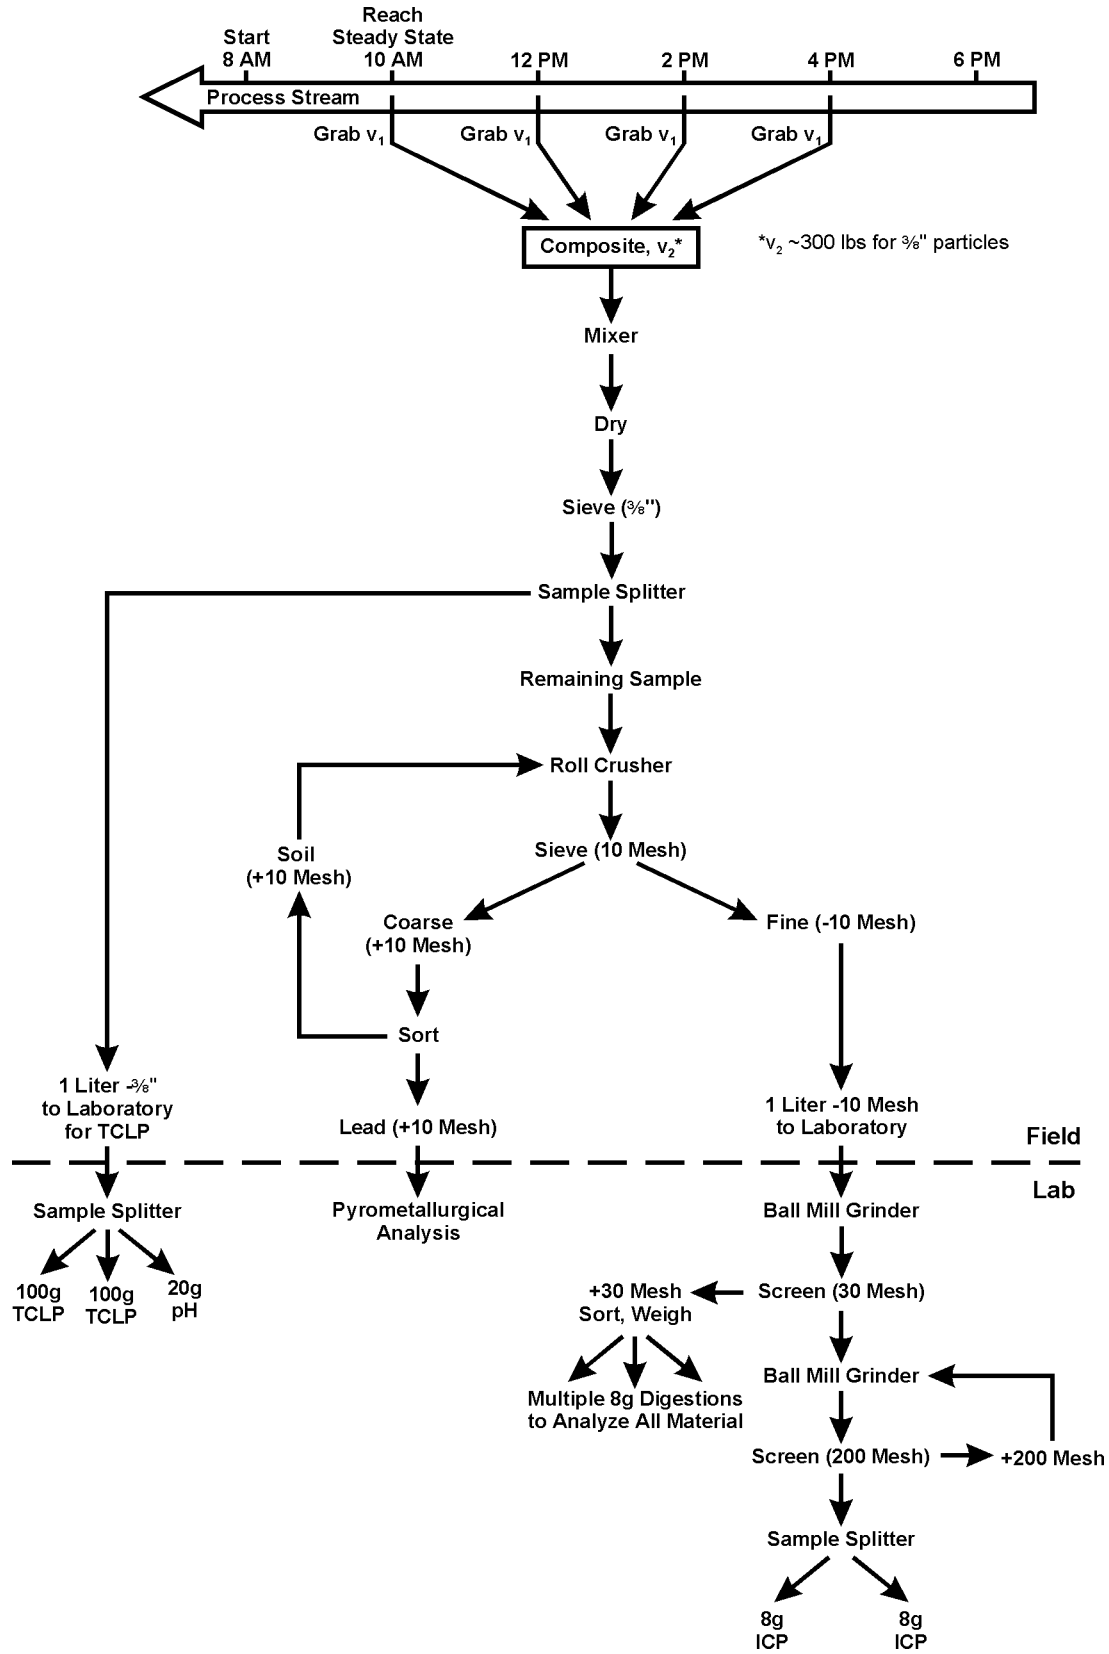 Reach
Start Steady State
8 AM 10 AM 12 PM 2 PM 4 PM 6 PM
Process Stream
Grab v₁ Grab v₁ Grab v₁ Grab v₁
Composite, v₂*
*v₂ ~300 lbs for ⅜" particles
Mixer
Dry
Sieve (⅜")
Sample Splitter
Remaining Sample
Roll Crusher
Sieve (10 Mesh)
Soil
(+10 Mesh)
Coarse
(+10 Mesh)
Fine (-10 Mesh)
Sort
1 Liter -⅜"
to Laboratory
for TCLP
Lead (+10 Mesh)
1 Liter -10 Mesh
to Laboratory
Field
Lab
Sample Splitter
100g
TCLP
100g
TCLP
20g
pH
Pyrometallurgical
Analysis
Ball Mill Grinder
Screen (30 Mesh)
+30 Mesh
Sort, Weigh
Multiple 8g Digestions
to Analyze All Material
Ball Mill Grinder
Screen (200 Mesh)
+200 Mesh
Sample Splitter
8g
ICP
8g
ICP